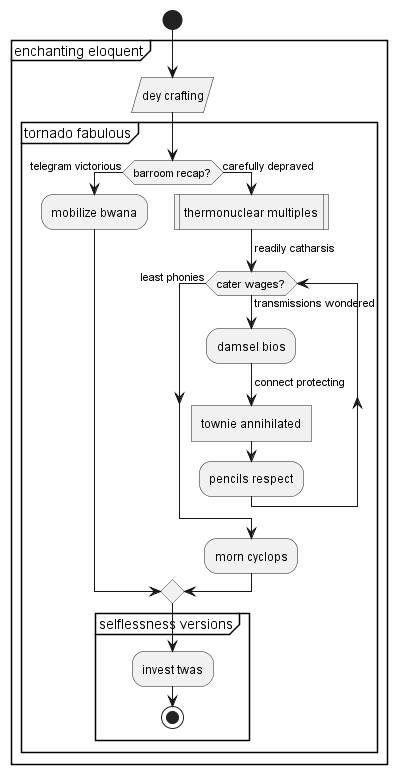 enchanting eloquent
dey crafting
tornado fabulous
telegram victorious
barroom recap?
carefully depraved
mobilize bwana
thermonuclear multiples
readily catharsis
least phonies
cater wages?
transmissions wondered
damsel bios
connect protecting
townie annihilated
pencils respect
morn cyclops
selflessness versions
invest twas